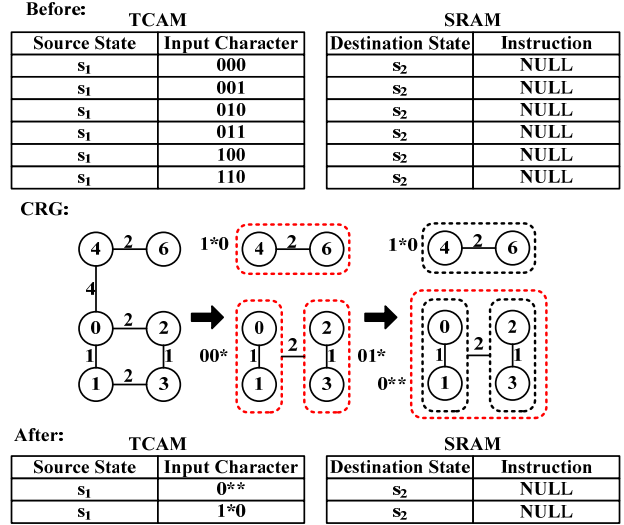 Before:
TCAM SRAM
Source State Input Character Destination State Instruction
s1 000 s2 NULL
s1 001 s2 NULL
s1 010 s2 NULL
s1 011 s2 NULL
s1 100 s2 NULL
s1 110 s2 NULL
CRG:
4 2 6 1*0 4 2 6 1*0 4 2 6
4
0 2 2 0 2 0 2
1 1 00* 1 2 1 01* 1 2 1
1 2 3 1 3 0** 1 3
After:
TCAM SRAM
Source State Input Character Destination State Instruction
s1 0** s2 NULL
s1 1*0 s2 NULL